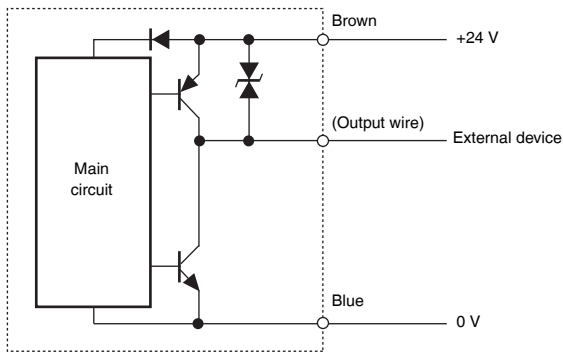 Brown
+24 V
(Output wire)
External device
Main
circuit
Blue
0 V